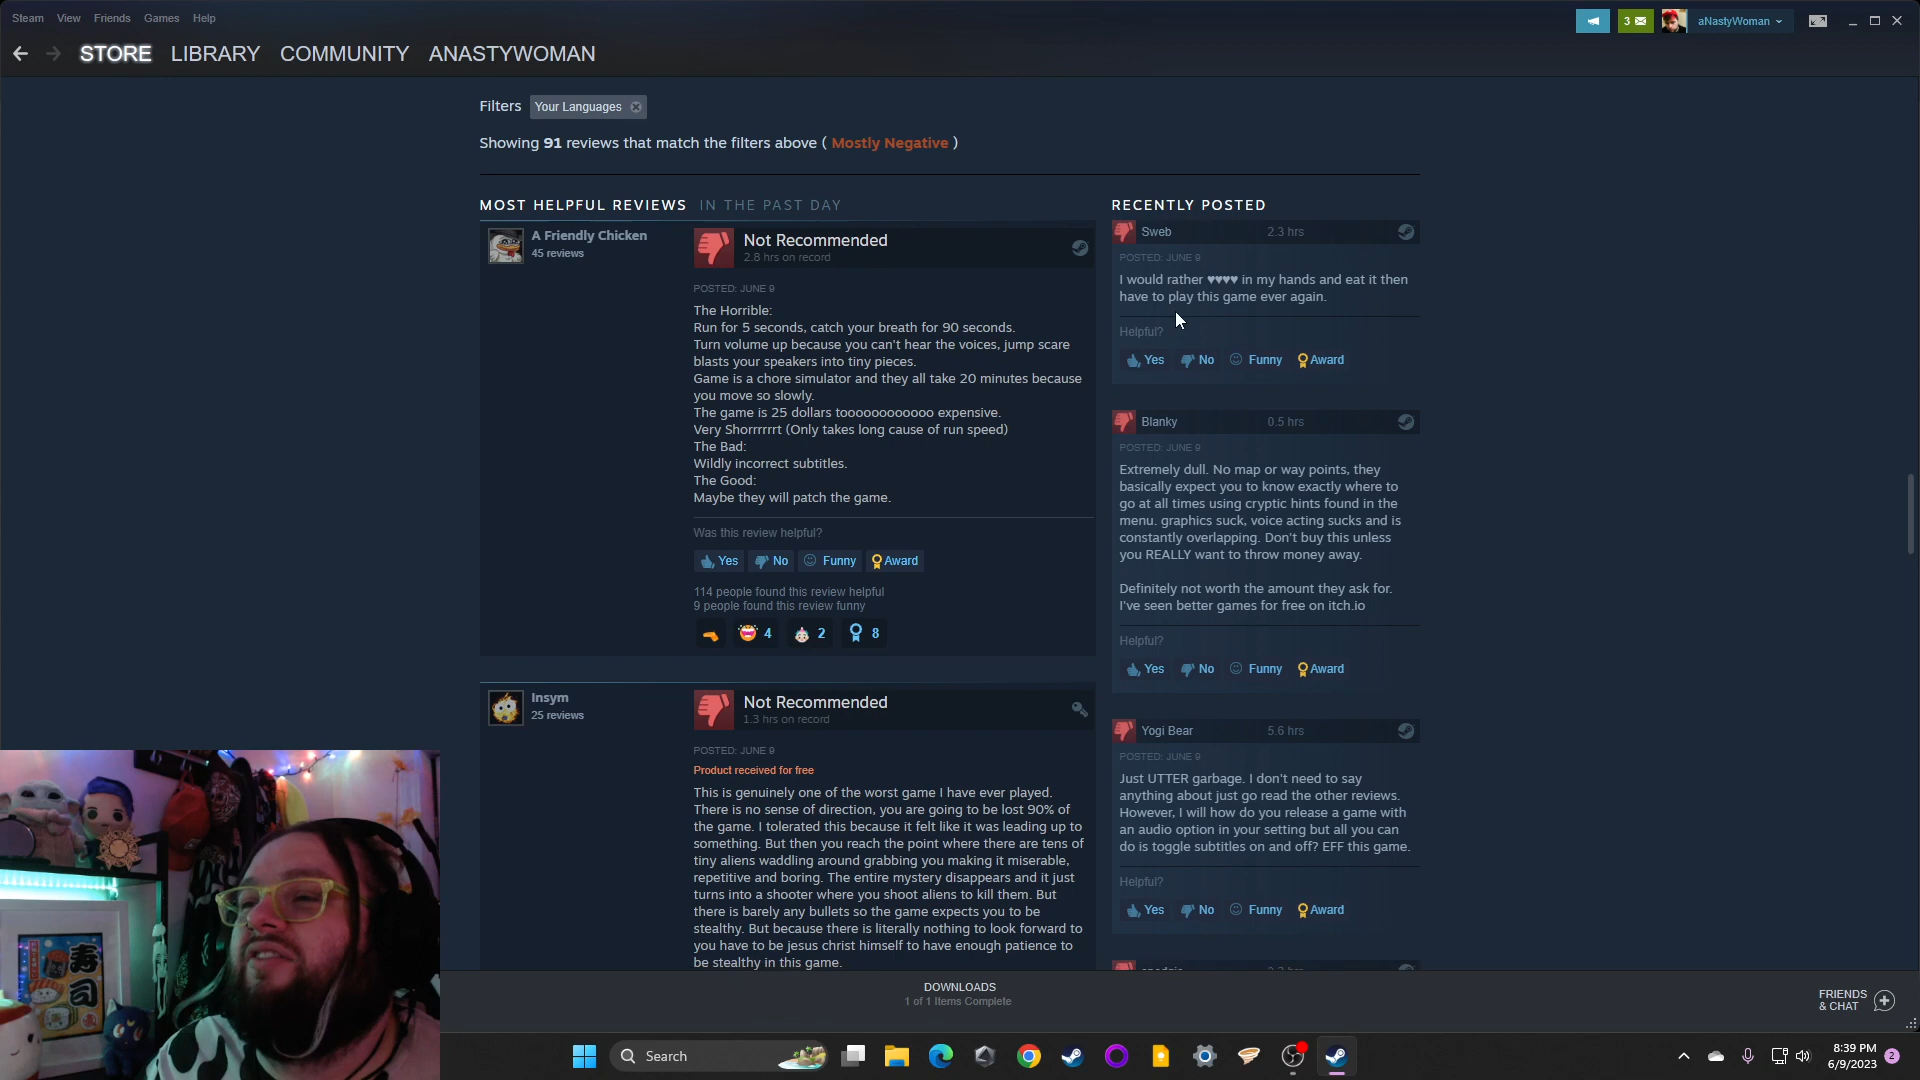 Steam View Friends Games Help
3 aNastyWoman
STORE LIBRARY COMMUNITY ANASTYWOMAN
Filters Your Languages
Showing 91 reviews that match the filters above ( Mostly Negative )
MOST HELPFUL REVIEWS IN THE PAST DAY
A Friendly Chicken
45 reviews
Not Recommended
2.8 hrs on record
POSTED: JUNE 9
The Horrible:
Run for 5 seconds, catch your breath for 90 seconds.
Turn volume up because you can't hear the voices, jump scare
blasts your speakers into tiny pieces.
Game is a chore simulator and they all take 20 minutes because
you move so slowly.
The game is 25 dollars toooooooooooo expensive.
Very Shorrrrrt (Only takes long cause of run speed)
The Bad:
Wildly incorrect subtitles.
The Good:
Maybe they will patch the game.
Was this review helpful?
Yes No Funny Award
114 people found this review helpful
9 people found this review funny
4 2 8
Insym
25 reviews
Not Recommended
1.3 hrs on record
POSTED: JUNE 9
Product received for free
This is genuinely one of the worst game I have ever played.
There is no sense of direction, you are going to be lost 90% of
the game. I tolerated this because it felt like it was leading up to
something. But then you reach the point where there are tens of
tiny aliens waddling around grabbing you making it miserable,
repetitive and boring. The entire mystery disappears and it just
turns into a shooter where you shoot aliens to kill them. But
there is barely any bullets so the game expects you to be
stealthy. But because there is literally nothing to look forward to
you have to be jesus christ himself to have enough patience to
be stealthy in this game.
RECENTLY POSTED
Sweb 2.3 hrs
POSTED: JUNE 9
I would rather ♥♥♥♥ in my hands and eat it then
have to play this game ever again.
Helpful?
Yes No Funny Award
Blanky 0.5 hrs
POSTED: JUNE 9
Extremely dull. No map or way points, they
basically expect you to know exactly where to
go at all times using cryptic hints found in the
menu. graphics suck, voice acting sucks and is
constantly overlapping. Don't buy this unless
you REALLY want to throw money away.
Definitely not worth the amount they ask for.
I've seen better games for free on itch.io
Helpful?
Yes No Funny Award
Yogi Bear 5.6 hrs
POSTED: JUNE 9
Just UTTER garbage. I don't need to say
anything about just go read the other reviews.
However, I will how do you release a game with
an audio option in your setting but all you can
do is toggle subtitles on and off? EFF this game.
Helpful?
Yes No Funny Award
寿
司
DOWNLOADS
1 of 1 Items Complete
FRIENDS
& CHAT
Search
8:39 PM
6/9/2023
2